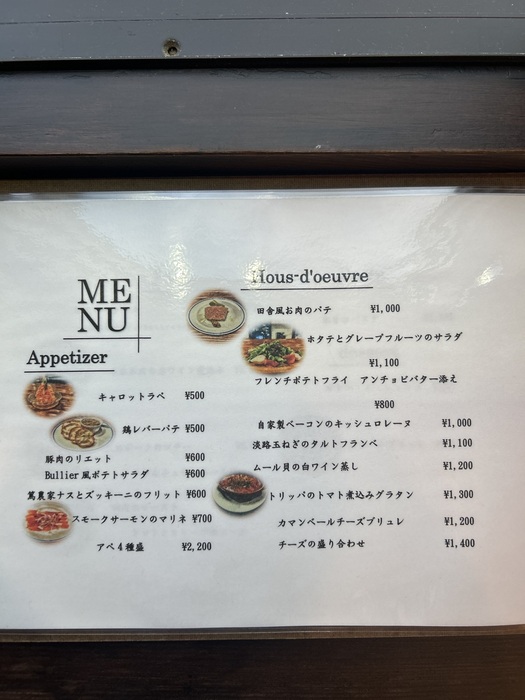 ME
NU
Appetizer
キャロットラペ ¥500
鶏レバーパテ ¥500
豚肉のリエット ¥600
Bullier風ポテトサラダ ¥600
篤農家ナスとズッキーニのフリット ¥600
スモークサーモンのマリネ ¥700
アペ4種盛 ¥2,200
Hous-d'oeuvre
田舎風お肉のパテ ¥1,000
ホタテとグレープフルーツのサラダ
¥1,100
フレンチポテトフライ アンチョビバター添え
¥800
自家製ベーコンのキッシュロレーヌ ¥1,000
淡路玉ねぎのタルトフランベ ¥1,100
ムール貝の白ワイン蒸し ¥1,200
トリッパのトマト煮込みグラタン ¥1,300
カマンベールチーズブリュレ ¥1,200
チーズの盛り合わせ ¥1,400